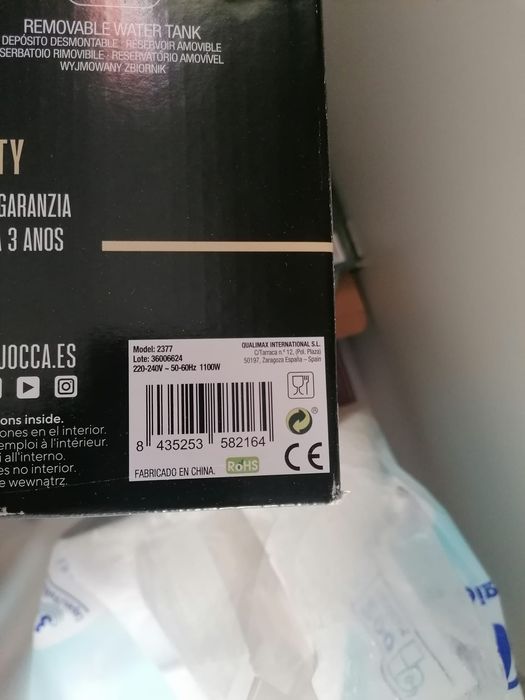 REMOVABLE WATER TANK
DEPÓSITO DESMONTABLE · RÉSERVOIR AMOVIBLE
SERBATOIO RIMOVIBILE · RESERVATÓRIO AMOVÍVEL
WYJMOWANY ZBIORNIK
TY
GARANZIA
A 3 ANOS
JOCCA.ES
ons inside.
ones en el interior.
emploi à l'intérieur.
i all'interno.
es no interior.
e wewnątrz.
Model: 2377
Lote: 36006624
220-240V ~ 50-60Hz 1100W
QUALIMAX INTERNATIONAL S.L.
C/Tarraca n.º 12, (Pol. Plaza)
50197, Zaragoza España – Spain
8 435253 582164
FABRICADO EN CHINA.
RoHS
CE